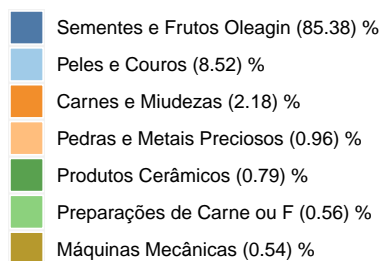 Sementes e Frutos Oleagin (85.38) %
Peles e Couros (8.52) %
Carnes e Miudezas (2.18) %
Pedras e Metais Preciosos (0.96) %
Produtos Cerâmicos (0.79) %
Preparações de Carne ou F (0.56) %
Máquinas Mecânicas (0.54) %